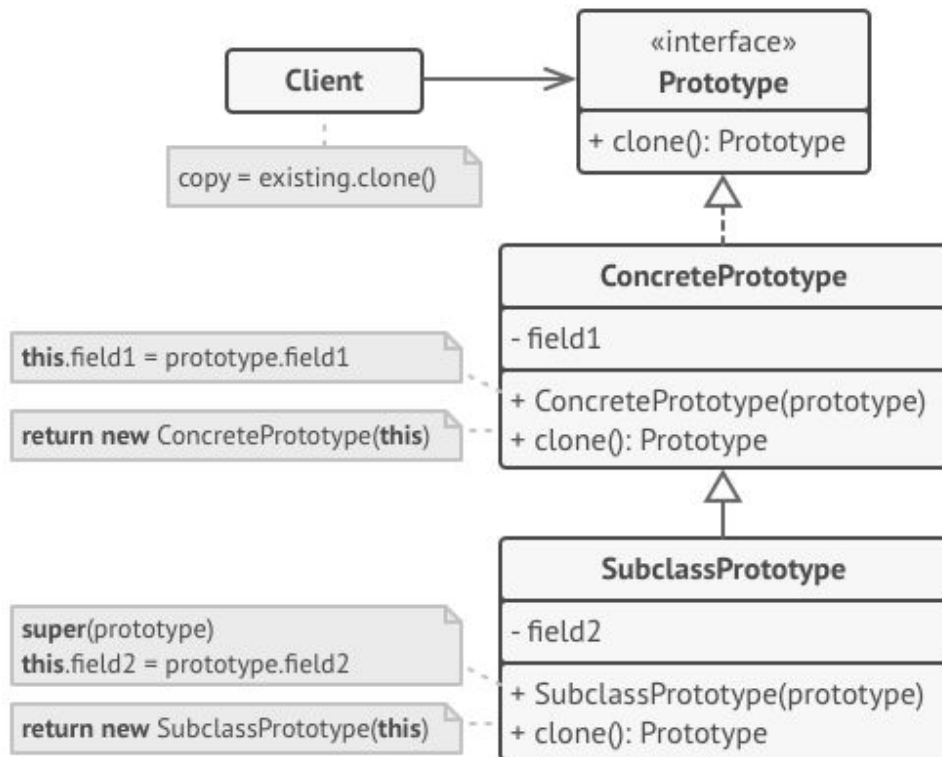 «interface»
Prototype
+ clone(): Prototype
Client
copy = existing.clone()
ConcretePrototype
- field1
+ ConcretePrototype(prototype)
+ clone(): Prototype
this.field1 = prototype.field1
return new ConcretePrototype(this)
SubclassPrototype
- field2
+ SubclassPrototype(prototype)
+ clone(): Prototype
super(prototype)
this.field2 = prototype.field2
return new SubclassPrototype(this)